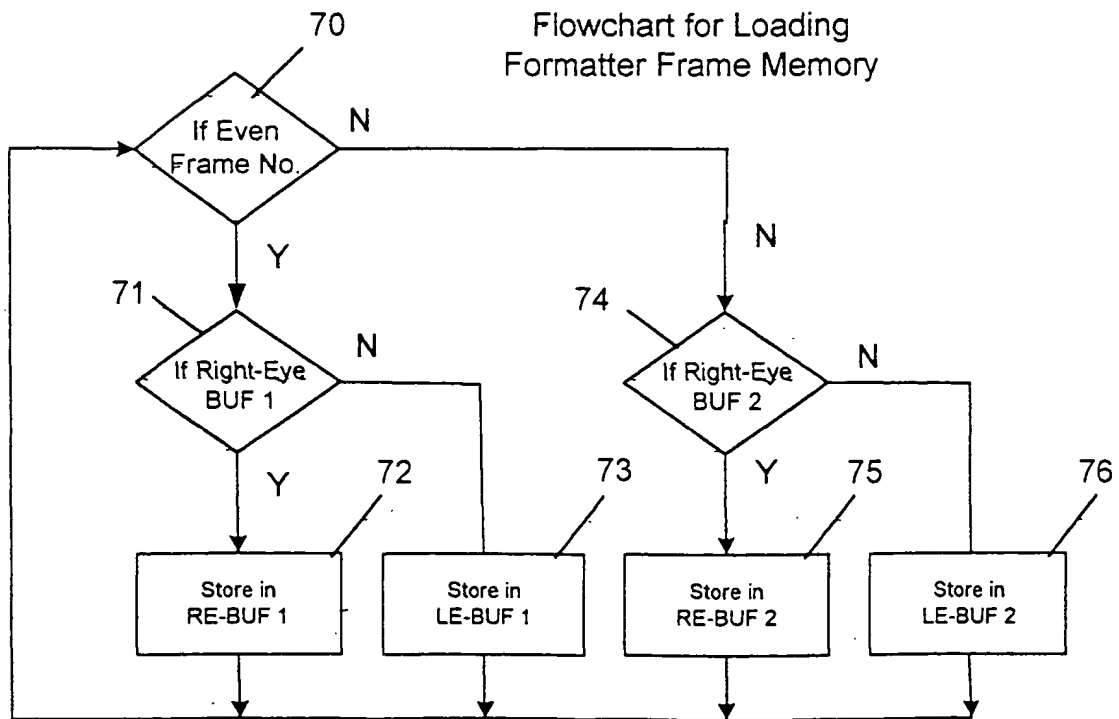 Flowchart for Loading
Formatter Frame Memory
70
If Even
Frame No.
N
Y
N
71
If Right-Eye
BUF 1
N
Y
74
If Right-Eye
BUF 2
N
Y
72
Store in
RE-BUF 1
73
Store in
LE-BUF 1
75
Store in
RE-BUF 2
76
Store in
LE-BUF 2